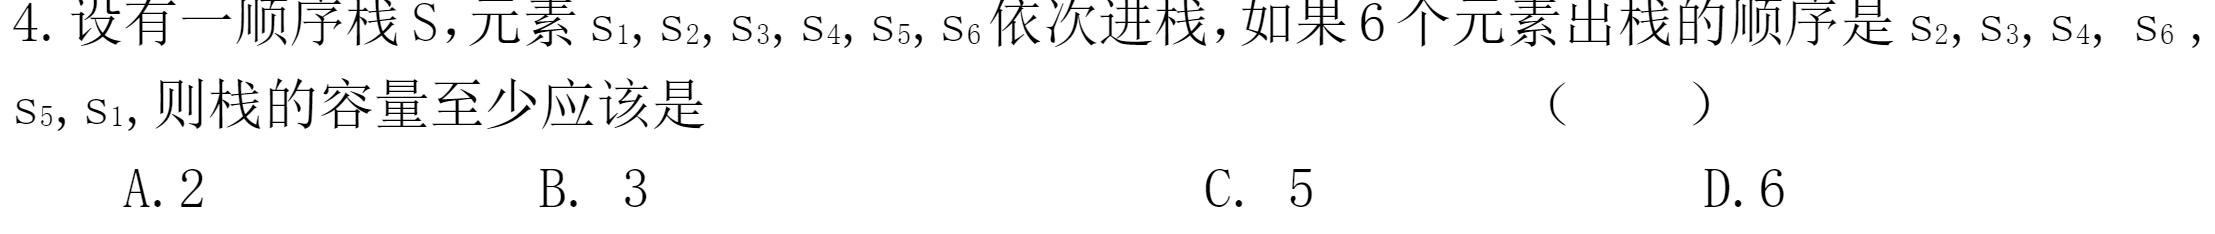 4.设有一顺序栈S,元素s₁,s₂,s₃,s₄,s₅,s₆依次进栈,如果6个元素出栈的顺序是s₂,s₃,s₄, s₆,
s₅,s₁,则栈的容量至少应该是 ( )
A.2 B. 3 C. 5 D.6